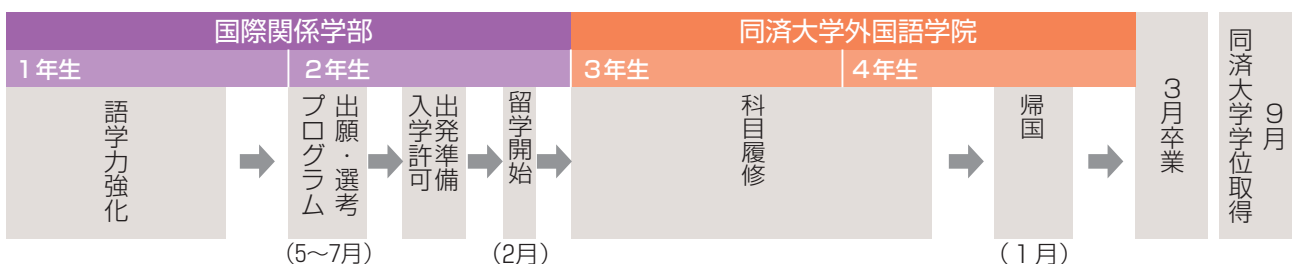 国際関係学部
同済大学外国語学院
1年生
2年生
3年生
4年生
語学力強化
プログラム
出願・選考
(5〜7月)
入学許可
出発準備
留学開始
(2月)
科目履修
帰国
(1月)
3月卒業
9月
同済大学学位取得